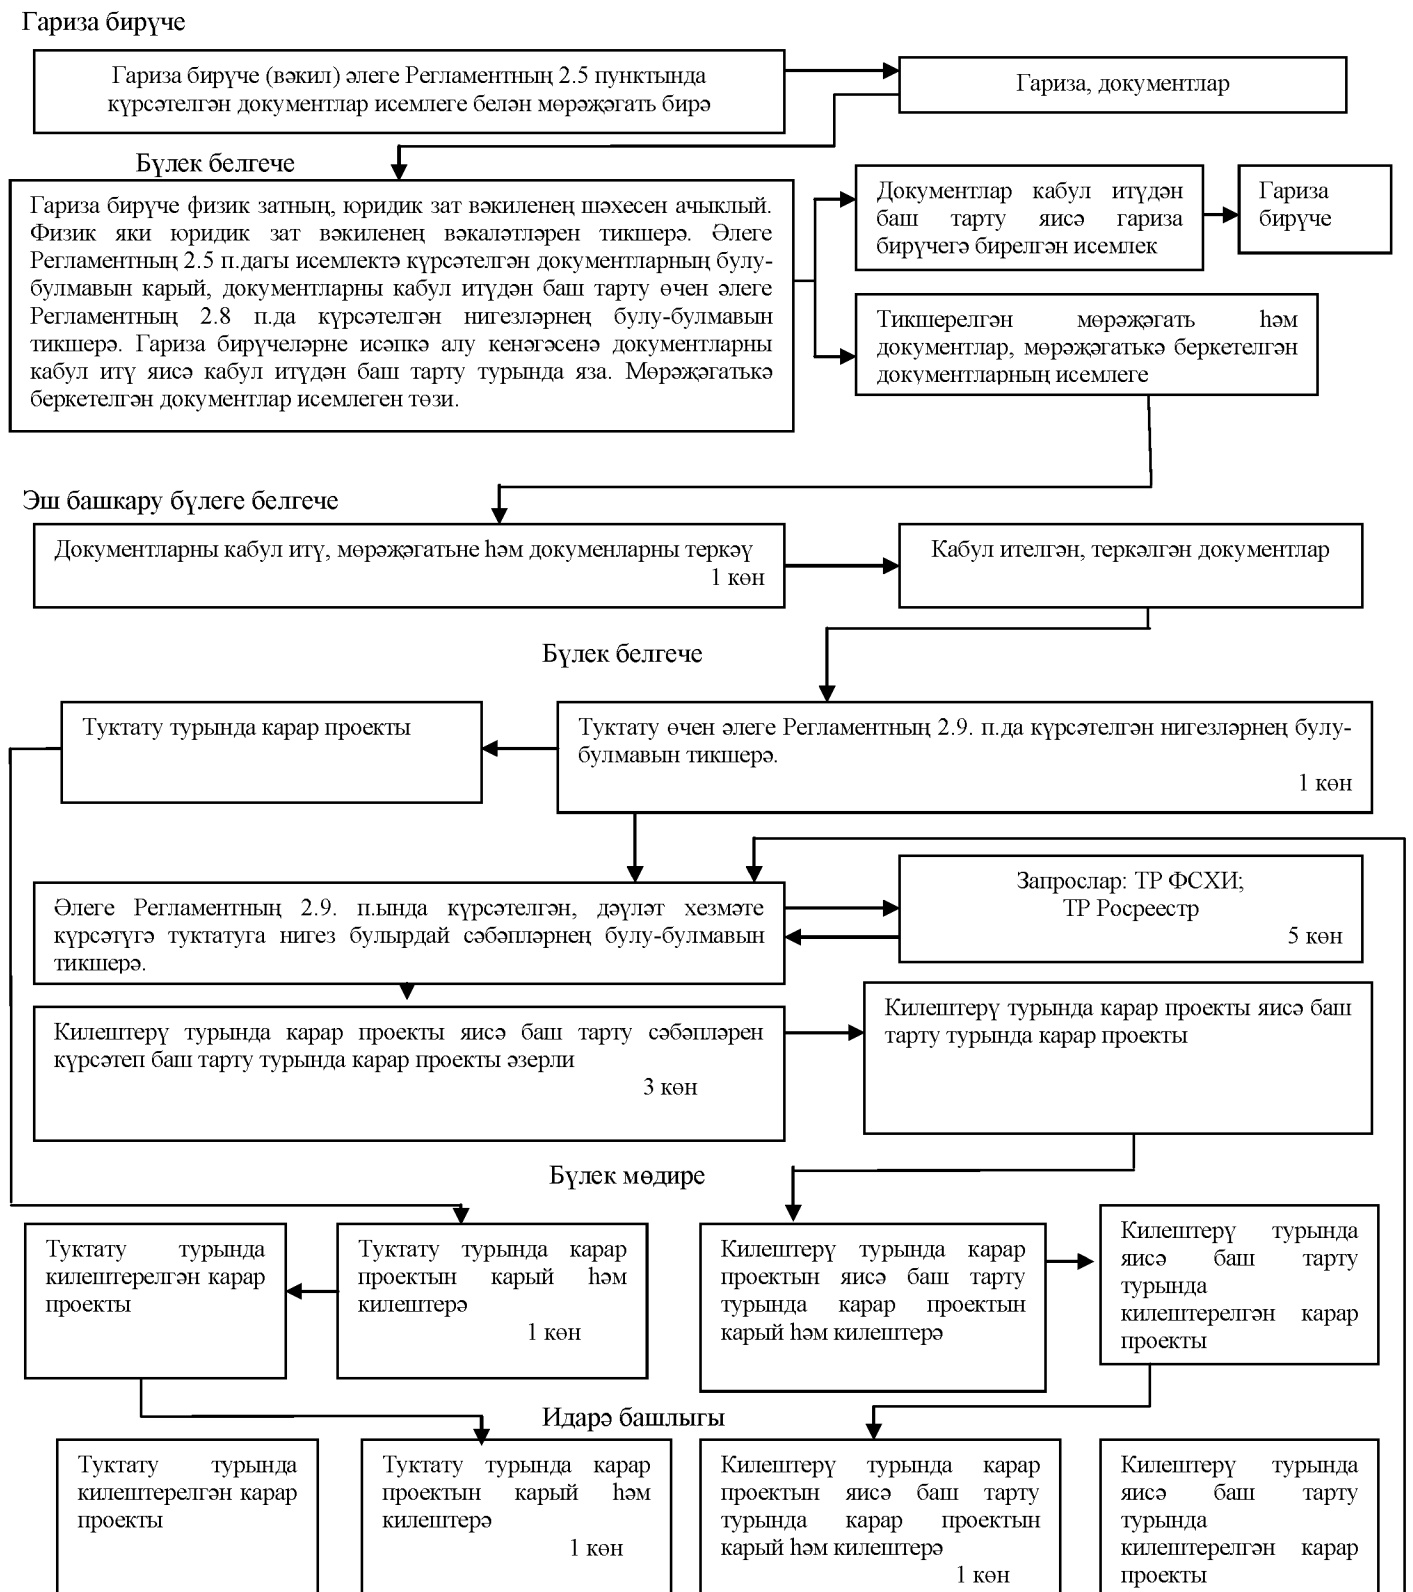 Гариза бирүче
Гариза бирүче (вәкил) әлеге Регламентның 2.5 пунктында
күрсәтелгән документлар исемлеге белән мөрәҗәгать бирә
Гариза, документлар
Бүлек белгече
Гариза бирүче физик затның, юридик зат вәкиленең шәхесен ачыклый.
Физик яки юридик зат вәкиленең вәкаләтләрен тикшерә. Әлеге
Регламентның 2.5 п.дагы исемлектә күрсәтелгән документларның булу-
булмавын карый, документларны кабул итүдән баш тарту өчен әлеге
Регламентның 2.8 п.да күрсәтелгән нигезләрнең булу-булмавын
тикшерә. Гариза бирүчеләрне исәпкә алу кенәгәсенә документларны
кабул итү яисә кабул итүдән баш тарту турында яза. Мөрәҗәгатькә
беркетелгән документлар исемлеген төзи.
Документлар кабул итүдән
баш тарту яисә гариза
бирүчегә бирелгән исемлек
Гариза
бирүче
Тикшерелгән мөрәҗәгать һәм
документлар, мөрәҗәгатькә беркетелгән
документларның исемлеге
Эш башкару бүлеге белгече
Документларны кабул итү, мөрәҗәгатьне һәм докуменларны теркәү
1 көн
Кабул ителгән, теркәлгән документлар
Бүлек белгече
Туктату турында карар проекты
Туктату өчен әлеге Регламентның 2.9. п.да күрсәтелгән нигезләрнең булу-
булмавын тикшерә.
1 көн
Әлеге Регламентның 2.9. п.ында күрсәтелгән, дәүләт хезмәте
күрсәтүгә туктатуга нигез булырдай сәбәпләрнең булу-булмавын
тикшерә.
Запрослар: ТР ФСХИ;
ТР Росреестр
5 көн
Килештерү турында карар проекты яисә баш тарту сәбәпләрен
күрсәтеп баш тарту турында карар проекты әзерли
3 көн
Килештерү турында карар проекты яисә баш
тарту турында карар проекты
Бүлек мөдире
Туктату турында
килештерелгән карар
проекты
Туктату турында карар
проектын карый һәм
килештерә
1 көн
Килештерү турында карар
проектын яисә баш тарту
турында карар проектын
карый һәм килештерә
Килештерү турында
яисә баш тарту
турында
килештерелгән карар
проекты
Идарә башлыгы
Туктату турында
килештерелгән карар
проекты
Туктату турында карар
проектын карый һәм
килештерә
1 көн
Килештерү турында карар
проектын яисә баш тарту
турында карар проектын
карый һәм килештерә
1 көн
Килештерү турында
яисә баш тарту
турында
килештерелгән карар
проекты